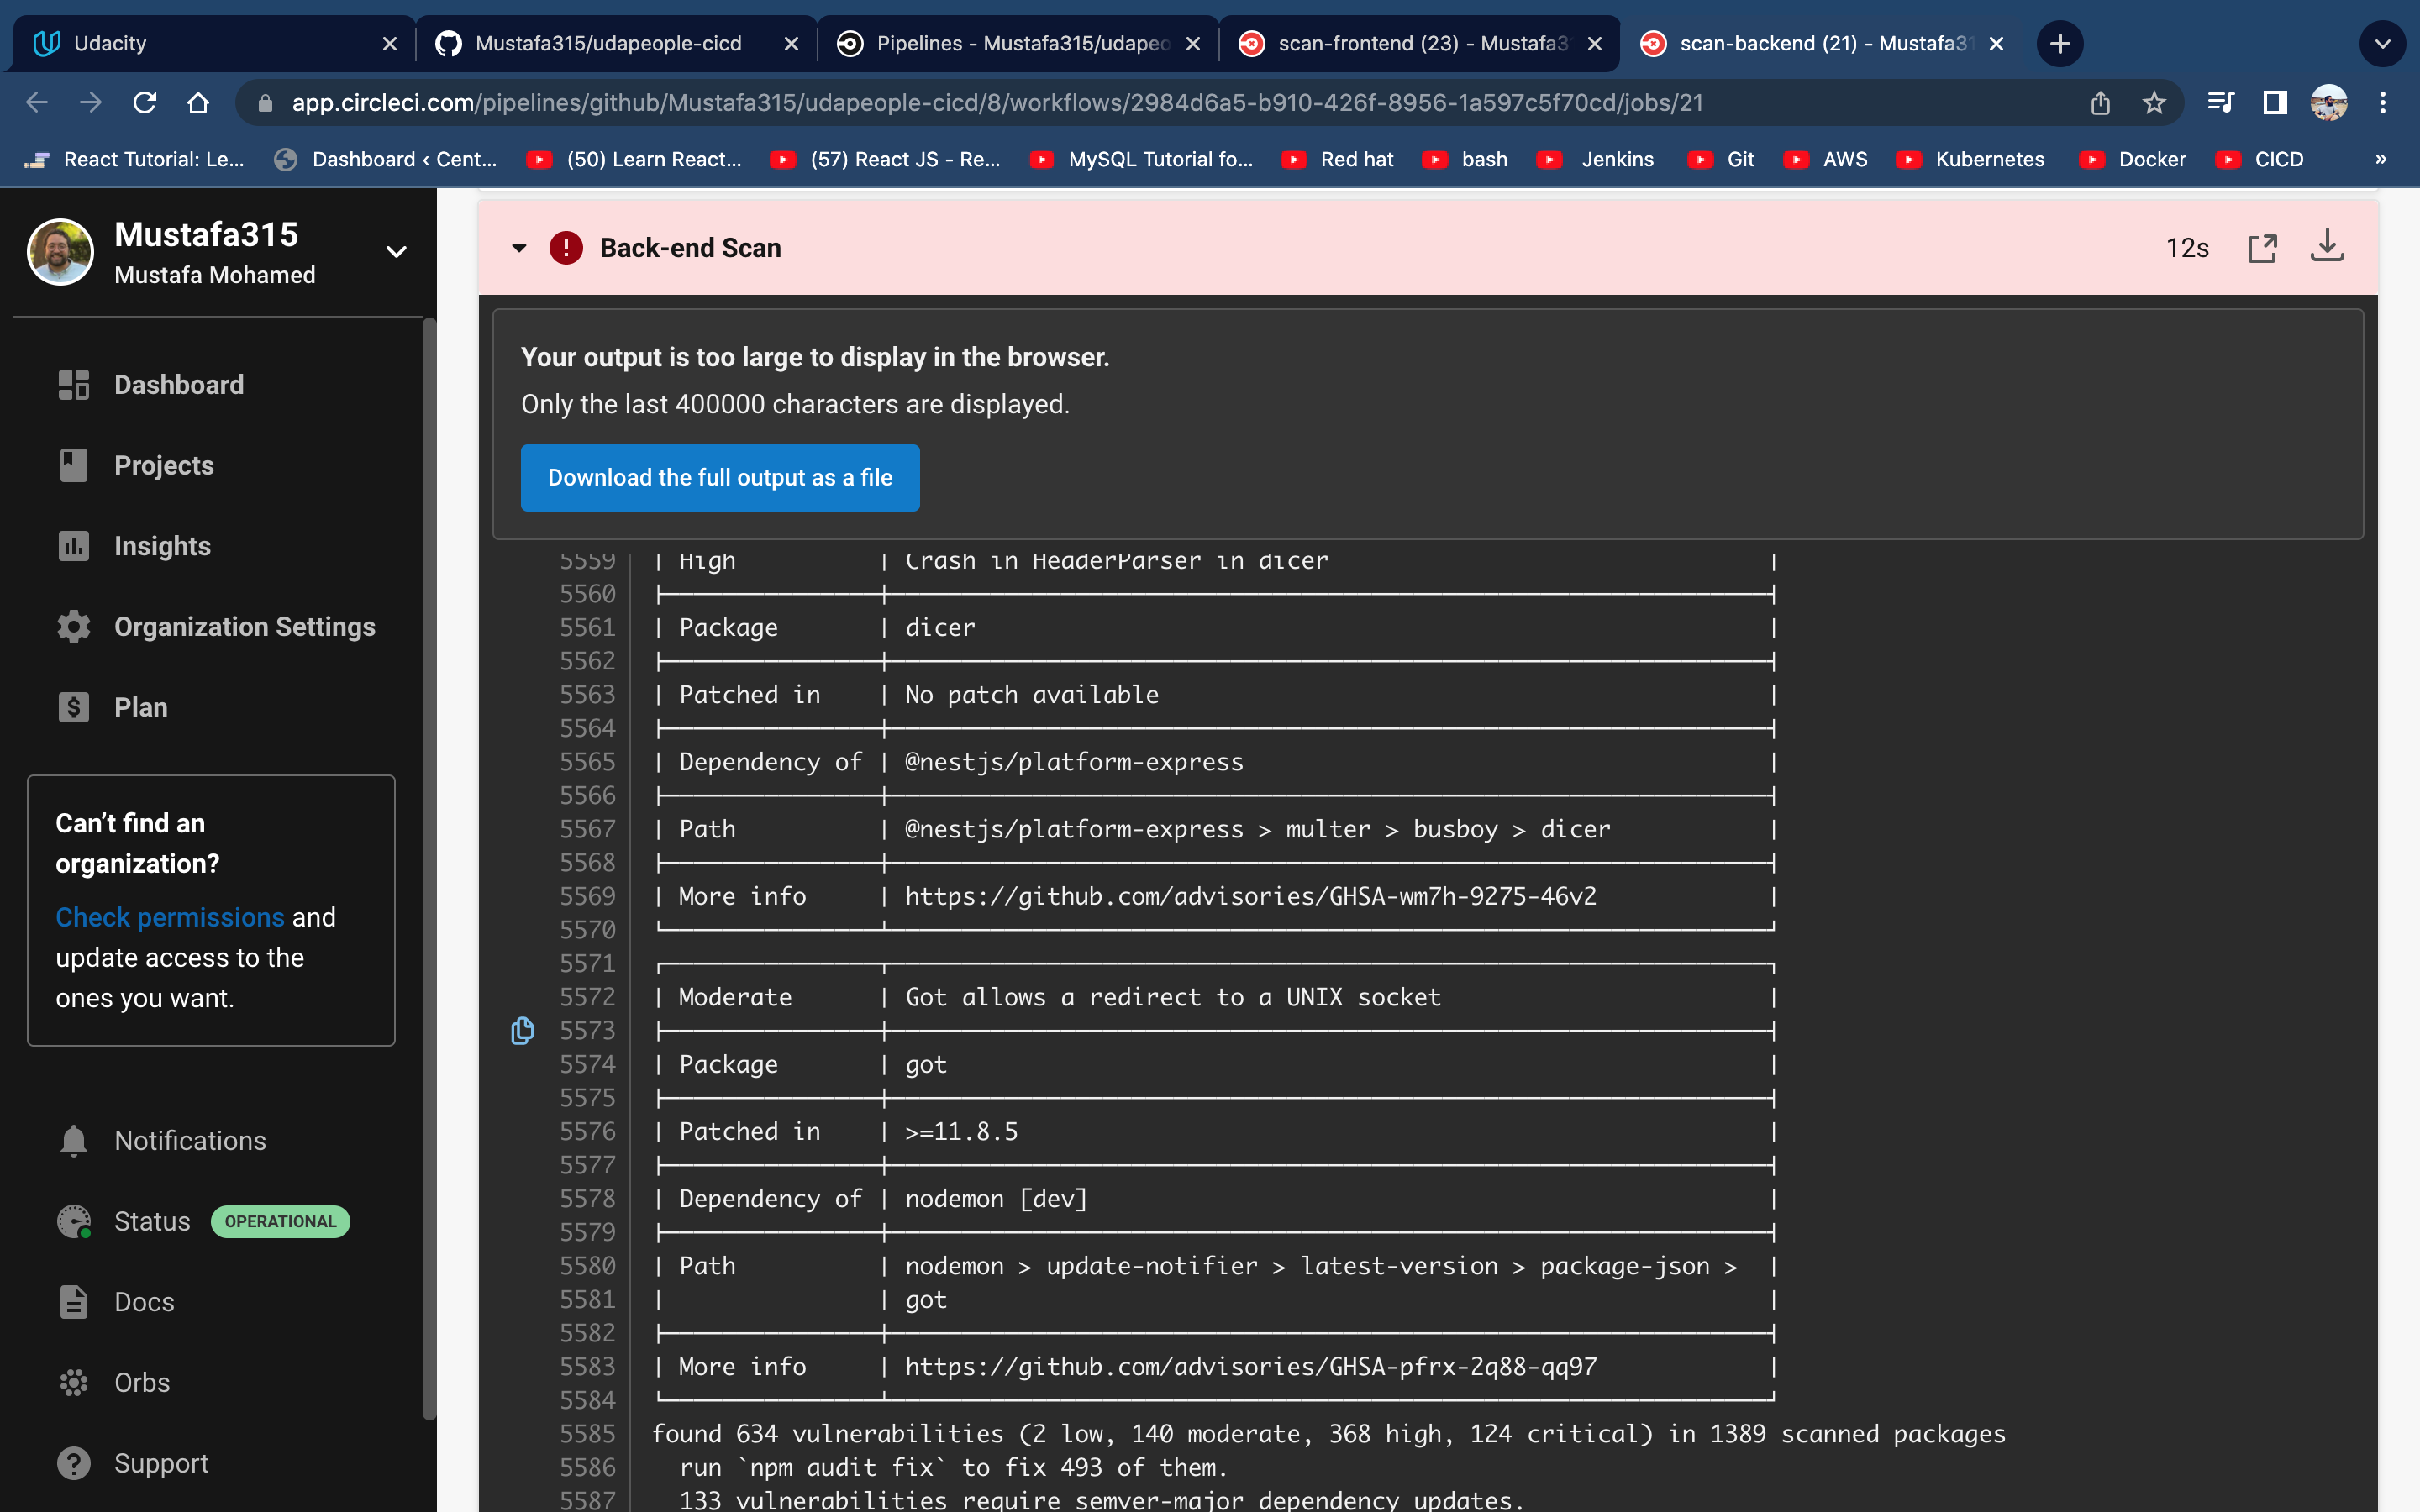 Udacity
Mustafa315/udapeople-cicd
Pipelines - Mustafa315/udapeo
scan-frontend (23) - Mustafa3
scan-backend (21) - Mustafa31
app.circleci.com/pipelines/github/Mustafa315/udapeople-cicd/8/workflows/2984d6a5-b910-426f-8956-1a597c5f70cd/jobs/21
React Tutorial: Le...
Dashboard ‹ Cent...
(50) Learn React...
(57) React JS - Re...
MySQL Tutorial fo...
Red hat
bash
Jenkins
Git
AWS
Kubernetes
Docker
CICD
»
Mustafa315
Mustafa Mohamed
Dashboard
Projects
Insights
Organization Settings
Plan
Can't find an
organization?
Check permissions and
update access to the
ones you want.
Notifications
Status OPERATIONAL
Docs
Orbs
Support
Back-end Scan
12s
Your output is too large to display in the browser.
Only the last 400000 characters are displayed.
Download the full output as a file
5559 | High | Crash in HeaderParser in dicer |
5560
5561 | Package | dicer |
5562
5563 | Patched in | No patch available |
5564
5565 | Dependency of | @nestjs/platform-express |
5566
5567 | Path | @nestjs/platform-express > multer > busboy > dicer |
5568
5569 | More info | https://github.com/advisories/GHSA-wm7h-9275-46v2 |
5570
5571
5572 | Moderate | Got allows a redirect to a UNIX socket |
5573
5574 | Package | got |
5575
5576 | Patched in | >=11.8.5 |
5577
5578 | Dependency of | nodemon [dev] |
5579
5580 | Path | nodemon > update-notifier > latest-version > package-json > |
5581 | | got |
5582
5583 | More info | https://github.com/advisories/GHSA-pfrx-2q88-qq97 |
5584
5585 found 634 vulnerabilities (2 low, 140 moderate, 368 high, 124 critical) in 1389 scanned packages
5586 run `npm audit fix` to fix 493 of them.
5587 133 vulnerabilities require semver-major dependency updates.